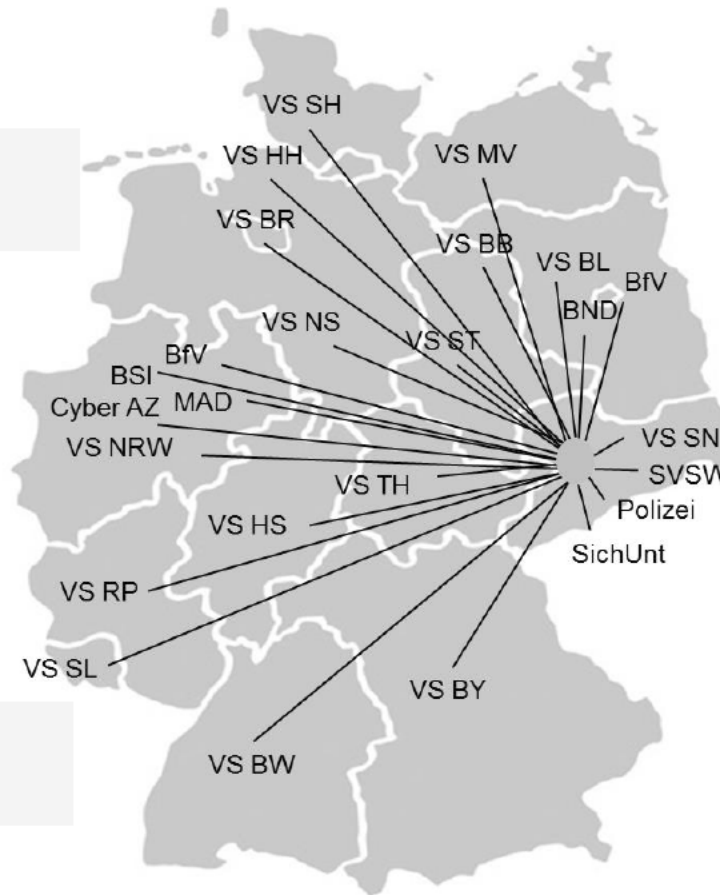 VS SH
VS HH
VS MV
VS BR
VS BB
VS BL
BfV
BND
VS NS
VS ST
BfV
BSI
Cyber AZ
MAD
VS NRW
VS SN
VS TH
SVSW
Polizei
VS HS
SichUnt
VS RP
VS SL
VS BY
VS BW